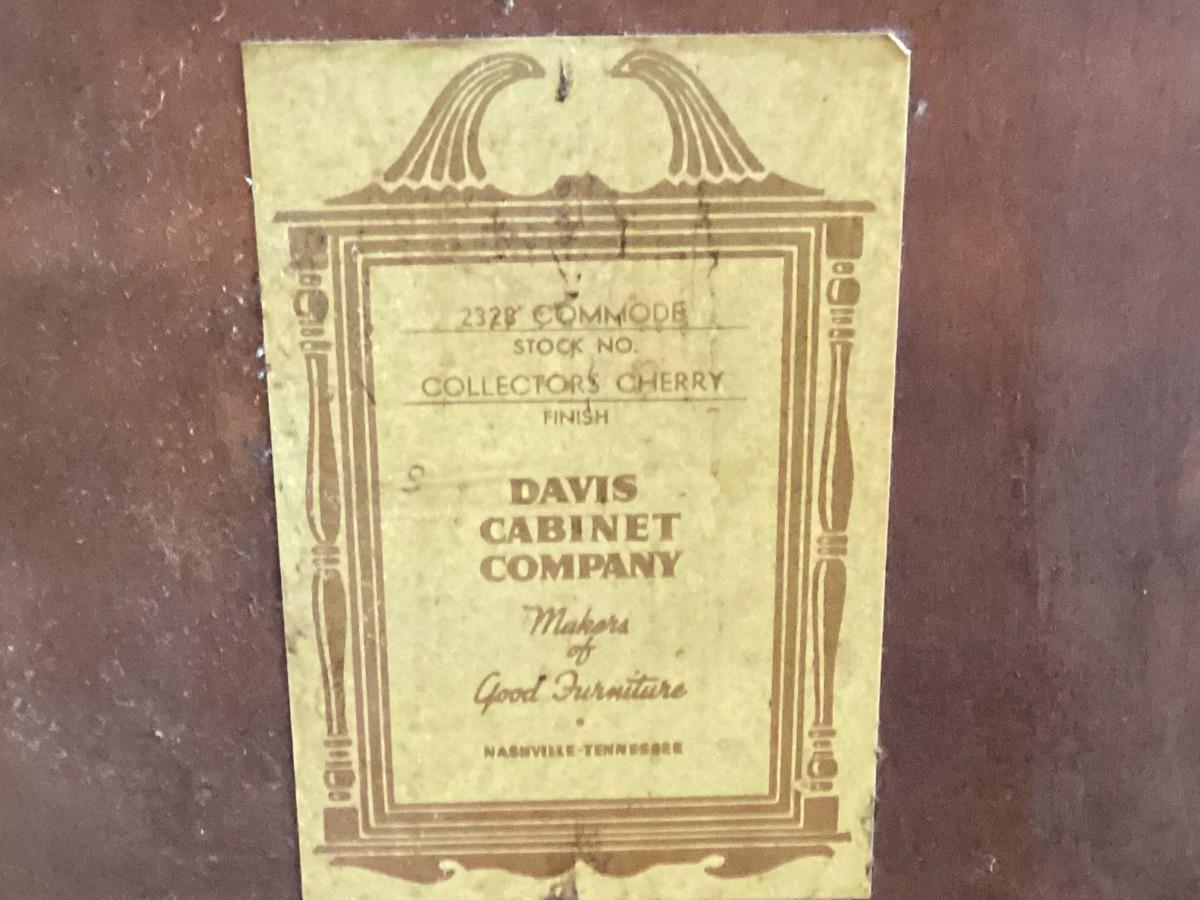 2328 COMMODE
STOCK NO.
COLLECTORS CHERRY
FINISH
DAVIS
CABINET
COMPANY
Makers
of
Good Furniture
NASHVILLE-TENNESSEE